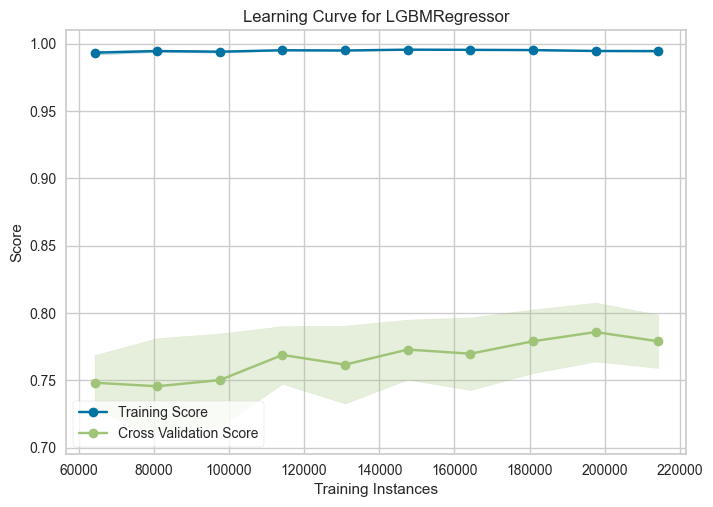 Learning Curve for LGBMRegressor
1.00
0.95
0.90
0.85
0.80
0.75
0.70
Score
Training Score
Cross Validation Score
60000 80000 100000 120000 140000 160000 180000 200000 220000
Training Instances